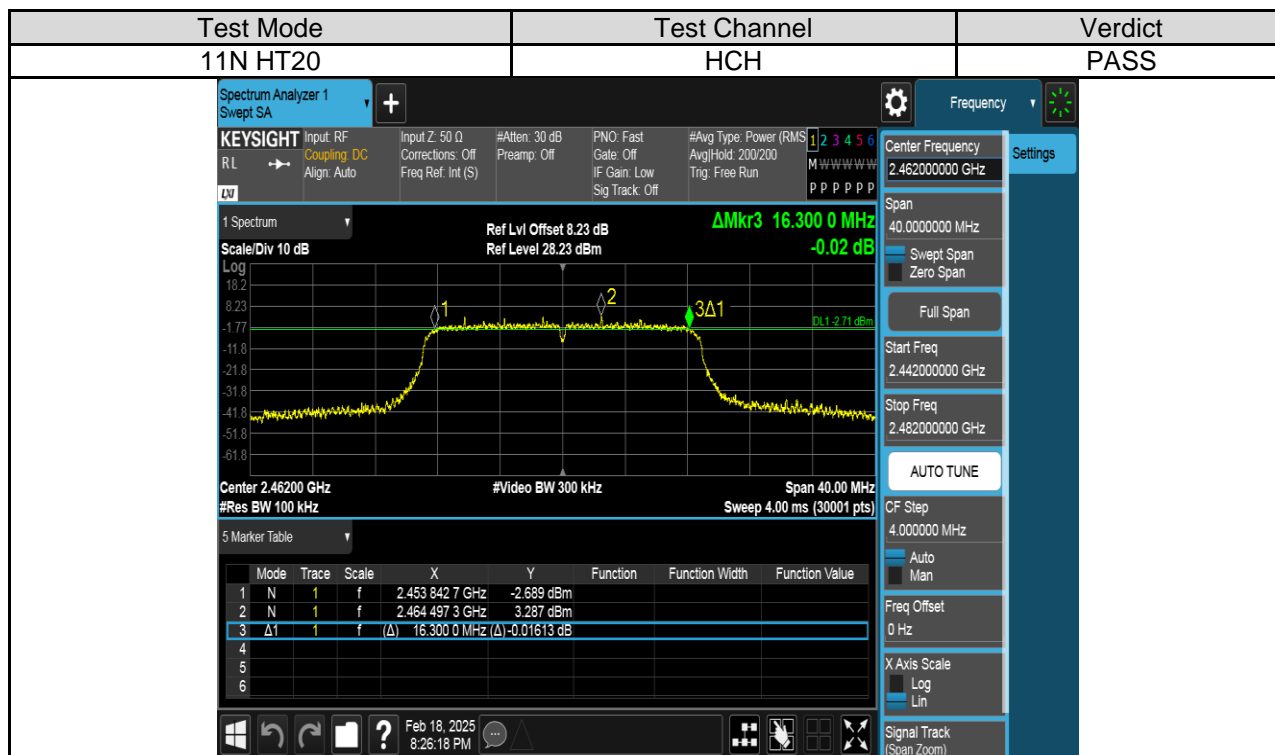 Test Mode Test Channel Verdict
11N HT20 HCH PASS
Spectrum Analyzer 1
Swept SA
Frequency
KEYSIGHT Input: RF Input Z: 50 Ω #Atten: 30 dB PNO: Fast #Avg Type: Power (RMS 1 2 3 4 5 6
RL Coupling: DC Corrections: Off Preamp: Off Gate: Off Avg|Hold: 200/200 M W W W W W
Align: Auto Freq Ref: Int (S) IF Gain: Low Trig: Free Run
LXI Sig Track: Off P P P P P P
Center Frequency
2.462000000 GHz
Settings
Span
40.0000000 MHz
Swept Span
Zero Span
Full Span
Start Freq
2.442000000 GHz
Stop Freq
2.482000000 GHz
AUTO TUNE
CF Step
4.000000 MHz
Auto
Man
Freq Offset
0 Hz
X Axis Scale
Log
Lin
Signal Track
(Span Zoom)
1 Spectrum
Ref Lvl Offset 8.23 dB
ΔMkr3 16.300 0 MHz
Scale/Div 10 dB Ref Level 28.23 dBm -0.02 dB
Log
18.2
8.23
-1.77
-11.8
-21.8
-31.8
-41.8
-51.8
-61.8
1
2
3Δ1
DL1 -2.71 dBm
Center 2.46200 GHz #Video BW 300 kHz Span 40.00 MHz
#Res BW 100 kHz Sweep 4.00 ms (30001 pts)
5 Marker Table
Mode Trace Scale X Y Function Function Width Function Value
1 N 1 f 2.453 842 7 GHz -2.689 dBm
2 N 1 f 2.464 497 3 GHz 3.287 dBm
3 Δ1 1 f (Δ) 16.300 0 MHz (Δ) -0.01613 dB
4
5
6
Feb 18, 2025
8:26:18 PM